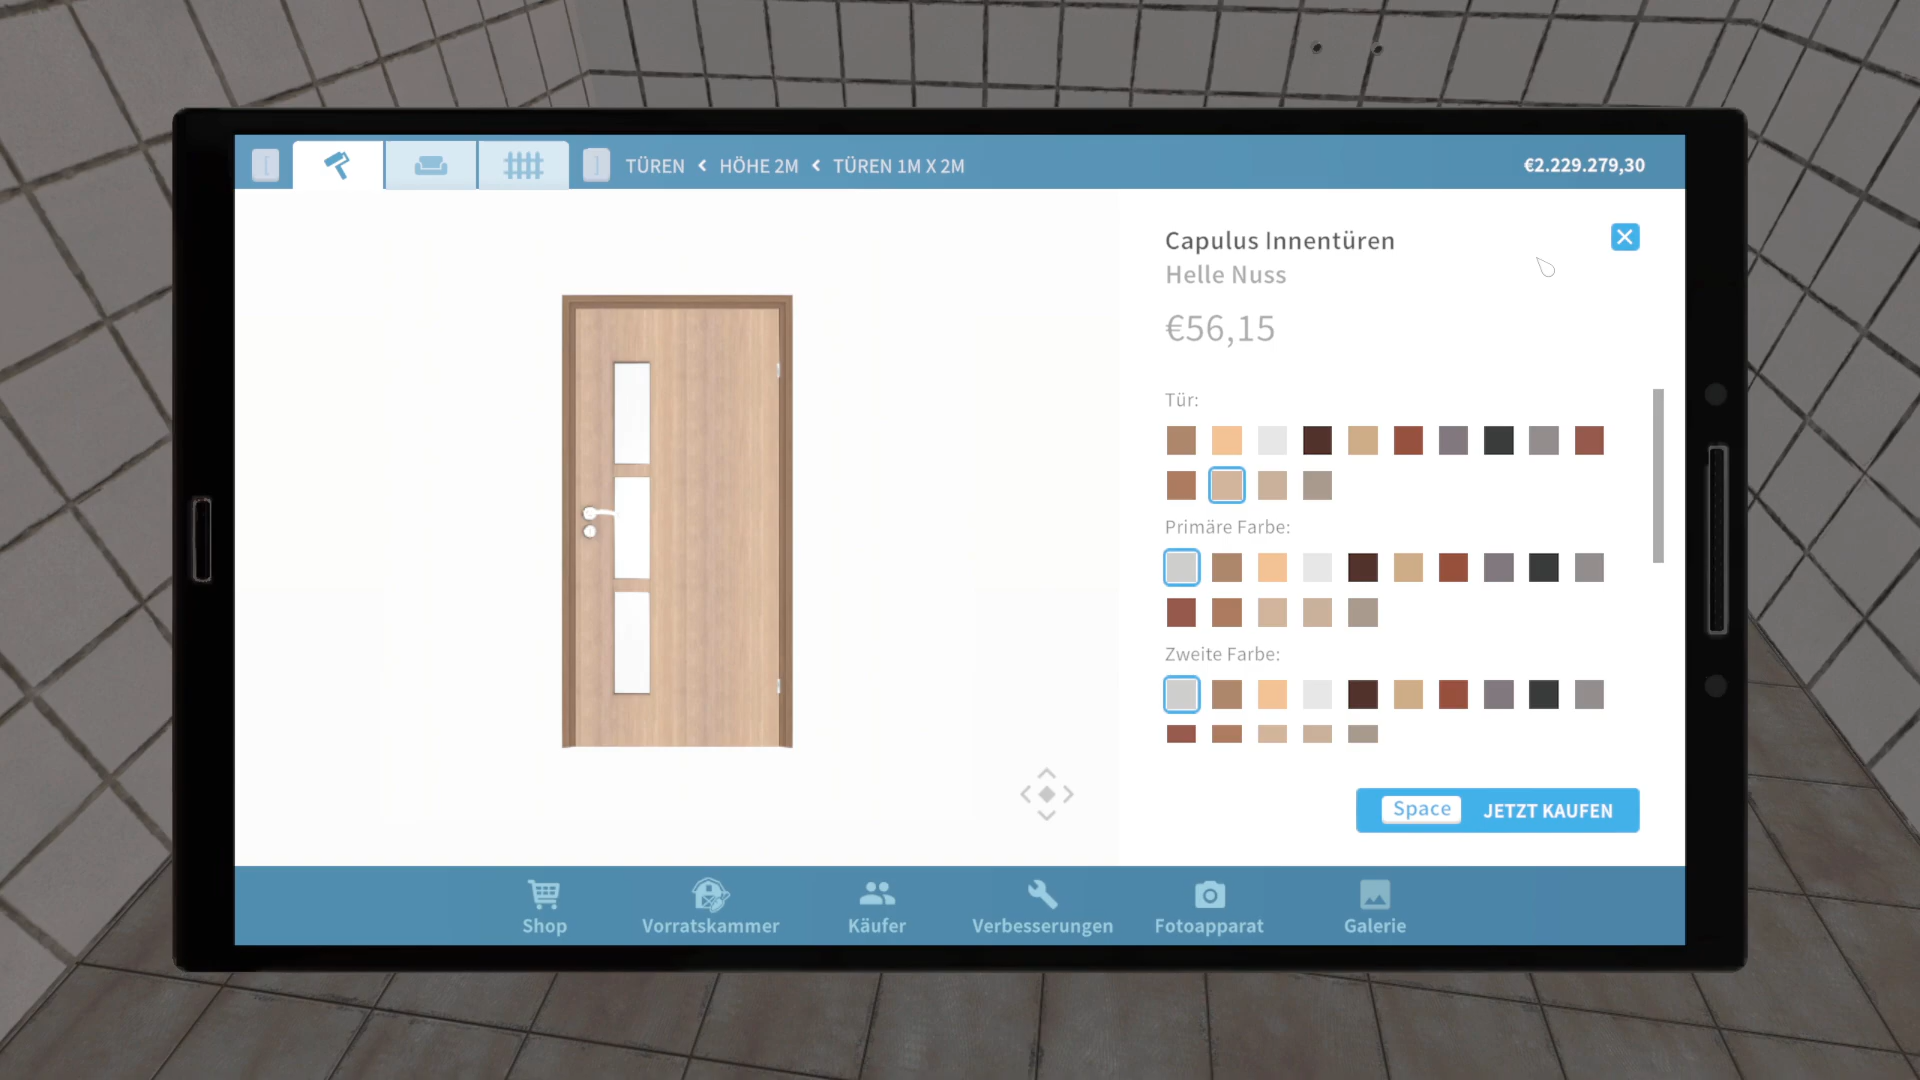 [
]
TÜREN < HÖHE 2M < TÜREN 1M X 2M
€2.229.279,30
Capulus Innentüren
Helle Nuss
€56,15
Tür:
Primäre Farbe:
Zweite Farbe:
Space JETZT KAUFEN
Shop
Vorratskammer
Käufer
Verbesserungen
Fotoapparat
Galerie